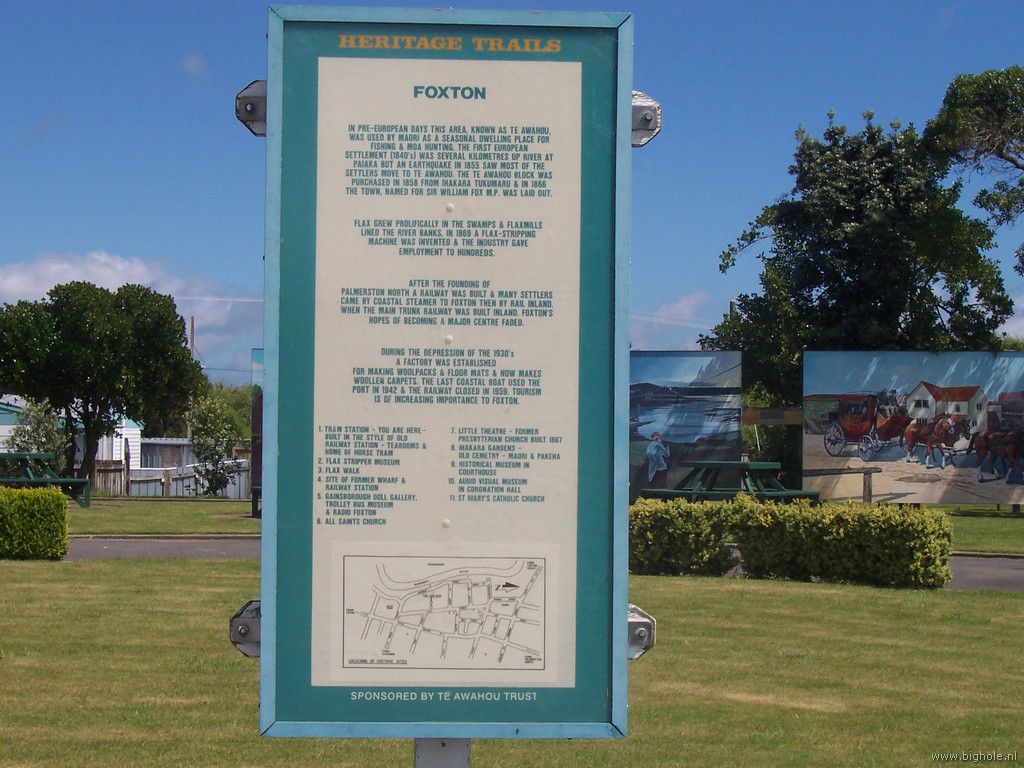 HERITAGE TRAILS
FOXTON
IN PRE-EUROPEAN DAYS THIS AREA, KNOWN AS TE AWAHOU,
WAS USED BY MAORI AS A SEASONAL DWELLING PLACE FOR
FISHING & MOA HUNTING. THE FIRST EUROPEAN
SETTLEMENT (1840's) WAS SEVERAL KILOMETRES UP RIVER AT
PAIAKA BUT AN EARTHQUAKE IN 1855 SAW MOST OF THE
SETTLERS MOVE TO TE AWAHOU. THE TE AWAHOU BLOCK WAS
PURCHASED IN 1858 FROM IHAKARA TUKUMARU & IN 1866
THE TOWN, NAMED FOR SIR WILLIAM FOX M.P. WAS LAID OUT.
FLAX GREW PROLIFICALLY IN THE SWAMPS & FLAXMILLS
LINED THE RIVER BANKS. IN 1869 A FLAX-STRIPPING
MACHINE WAS INVENTED & THE INDUSTRY GAVE
EMPLOYMENT TO HUNDREDS.
AFTER THE FOUNDING OF
PALMERSTON NORTH A RAILWAY WAS BUILT & MANY SETTLERS
CAME BY COASTAL STEAMER TO FOXTON THEN BY RAIL INLAND.
WHEN THE MAIN TRUNK RAILWAY WAS BUILT INLAND, FOXTON'S
HOPES OF BECOMING A MAJOR CENTRE FADED.
DURING THE DEPRESSION OF THE 1930's
A FACTORY WAS ESTABLISHED
FOR MAKING WOOLPACKS & FLOOR MATS & NOW MAKES
WOOLLEN CARPETS. THE LAST COASTAL BOAT USED THE
PORT IN 1942 & THE RAILWAY CLOSED IN 1959. TOURISM
IS OF INCREASING IMPORTANCE TO FOXTON.
1. TRAM STATION - YOU ARE HERE -
BUILT IN THE STYLE OF OLD
RAILWAY STATION - TEAROOMS &
HOME OF HORSE TRAM
2. FLAX STRIPPER MUSEUM
3. FLAX WALK
4. SITE OF FORMER WHARF &
RAILWAY STATION
5. GAINSBOROUGH DOLL GALLERY,
TROLLEY BUS MUSEUM
& RADIO FOXTON
6. ALL SAINTS CHURCH
7. LITTLE THEATRE - FORMER
PRESBYTERIAN CHURCH BUILT 1867
8. IHAKARA GARDENS -
OLD CEMETRY - MAORI & PAKEHA
9. HISTORICAL MUSEUM IN
COURTHOUSE
10. AUDIO VISUAL MUSEUM
IN CORONATION HALL
11. ST MARY'S CATHOLIC CHURCH
Z
LOCATIONS OF HISTORIC SITES
SPONSORED BY TE AWAHOU TRUST
www.bighole.nl